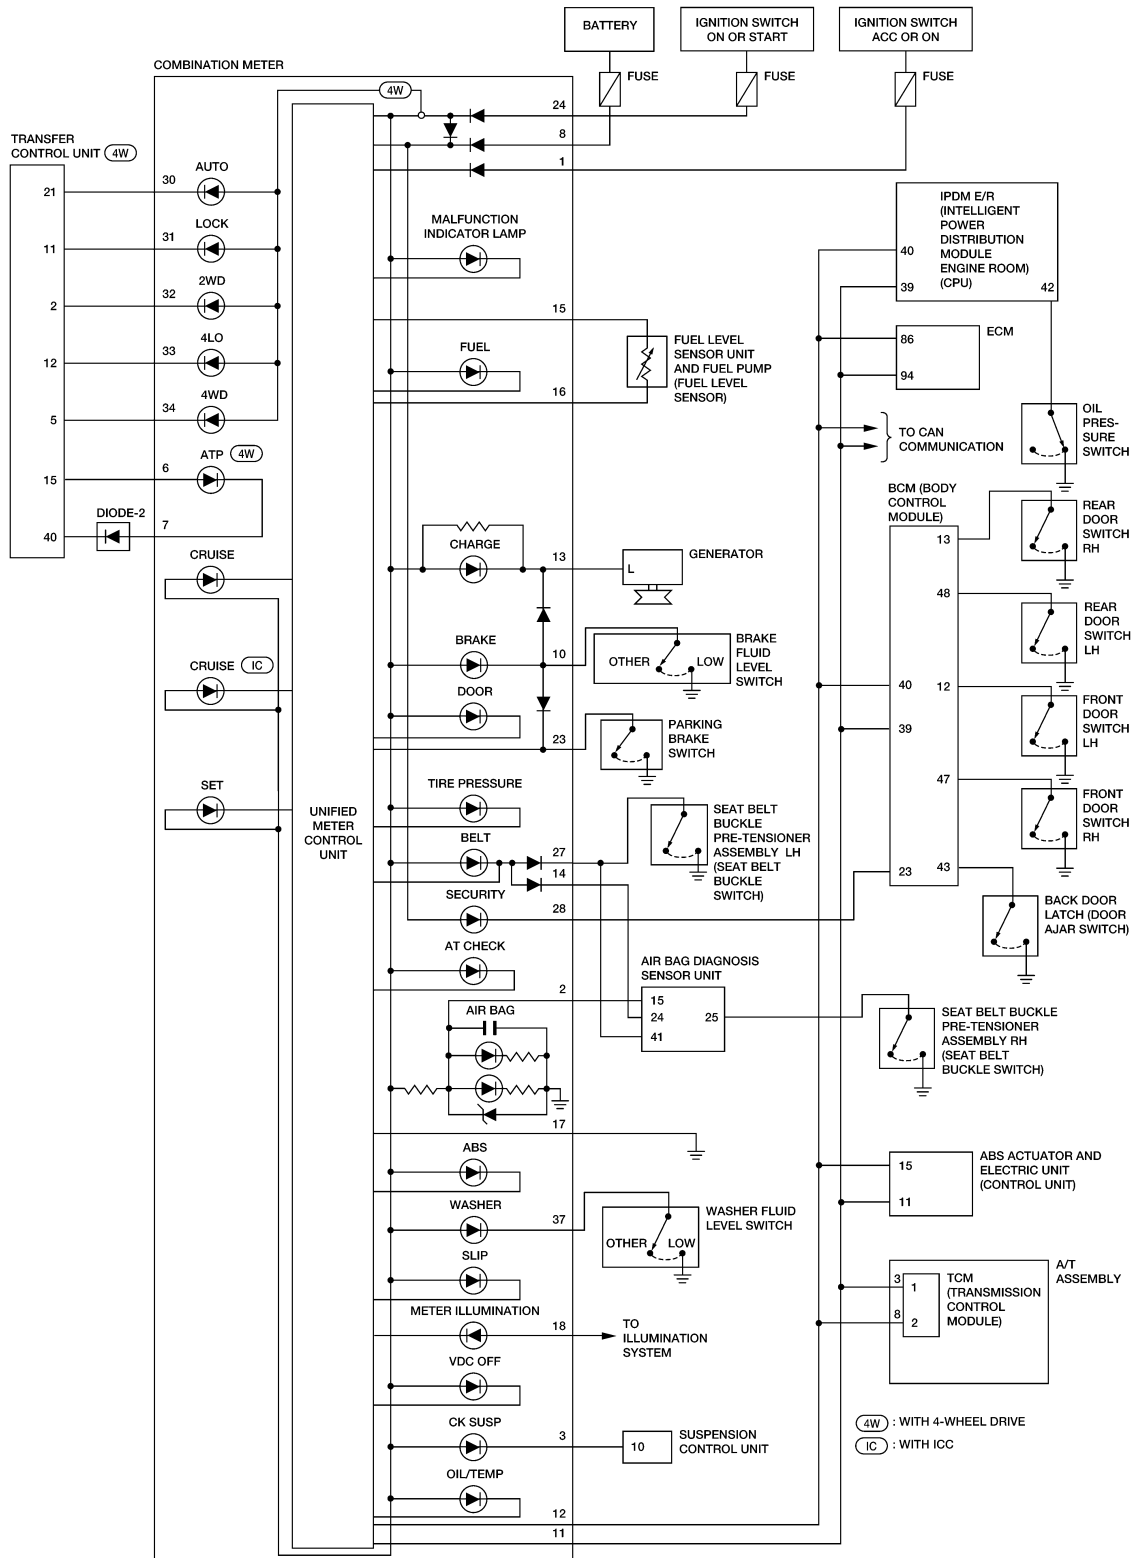 BATTERY
IGNITION SWITCH
ON OR START
IGNITION SWITCH
ACC OR ON
FUSE
FUSE
FUSE
COMBINATION METER
4W
24
8
1
TRANSFER
CONTROL UNIT 4W
21
11
2
12
5
15
40
30
AUTO
31
LOCK
32
2WD
33
4LO
34
4WD
6
ATP 4W
7
DIODE-2
CRUISE
CRUISE IC
SET
UNIFIED
METER
CONTROL
UNIT
MALFUNCTION
INDICATOR LAMP
15
FUEL
16
FUEL LEVEL
SENSOR UNIT
AND FUEL PUMP
(FUEL LEVEL
SENSOR)
CHARGE
13
L
GENERATOR
BRAKE
10
OTHER
LOW
BRAKE
FLUID
LEVEL
SWITCH
DOOR
23
PARKING
BRAKE
SWITCH
TIRE PRESSURE
BELT
27
14
SEAT BELT
BUCKLE
PRE-TENSIONER
ASSEMBLY LH
(SEAT BELT
BUCKLE
SWITCH)
SECURITY
28
AT CHECK
2
AIR BAG DIAGNOSIS
SENSOR UNIT
15
24
41
25
AIR BAG
17
ABS
WASHER
37
OTHER
LOW
WASHER FLUID
LEVEL SWITCH
SLIP
METER ILLUMINATION
18
TO
ILLUMINATION
SYSTEM
VDC OFF
CK SUSP
3
10
SUSPENSION
CONTROL UNIT
OIL/TEMP
12
11
IPDM E/R
(INTELLIGENT
POWER
DISTRIBUTION
MODULE
ENGINE ROOM)
(CPU)
40
39
42
ECM
86
94
TO CAN
COMMUNICATION
OIL
PRES-
SURE
SWITCH
BCM (BODY
CONTROL
MODULE)
13
48
40
12
39
47
23
43
REAR
DOOR
SWITCH
RH
REAR
DOOR
SWITCH
LH
FRONT
DOOR
SWITCH
LH
FRONT
DOOR
SWITCH
RH
BACK DOOR
LATCH (DOOR
AJAR SWITCH)
SEAT BELT BUCKLE
PRE-TENSIONER
ASSEMBLY RH
(SEAT BELT
BUCKLE SWITCH)
15
11
ABS ACTUATOR AND
ELECTRIC UNIT
(CONTROL UNIT)
A/T
ASSEMBLY
3
1
8
2
TCM
(TRANSMISSION
CONTROL
MODULE)
4W : WITH 4-WHEEL DRIVE
IC : WITH ICC